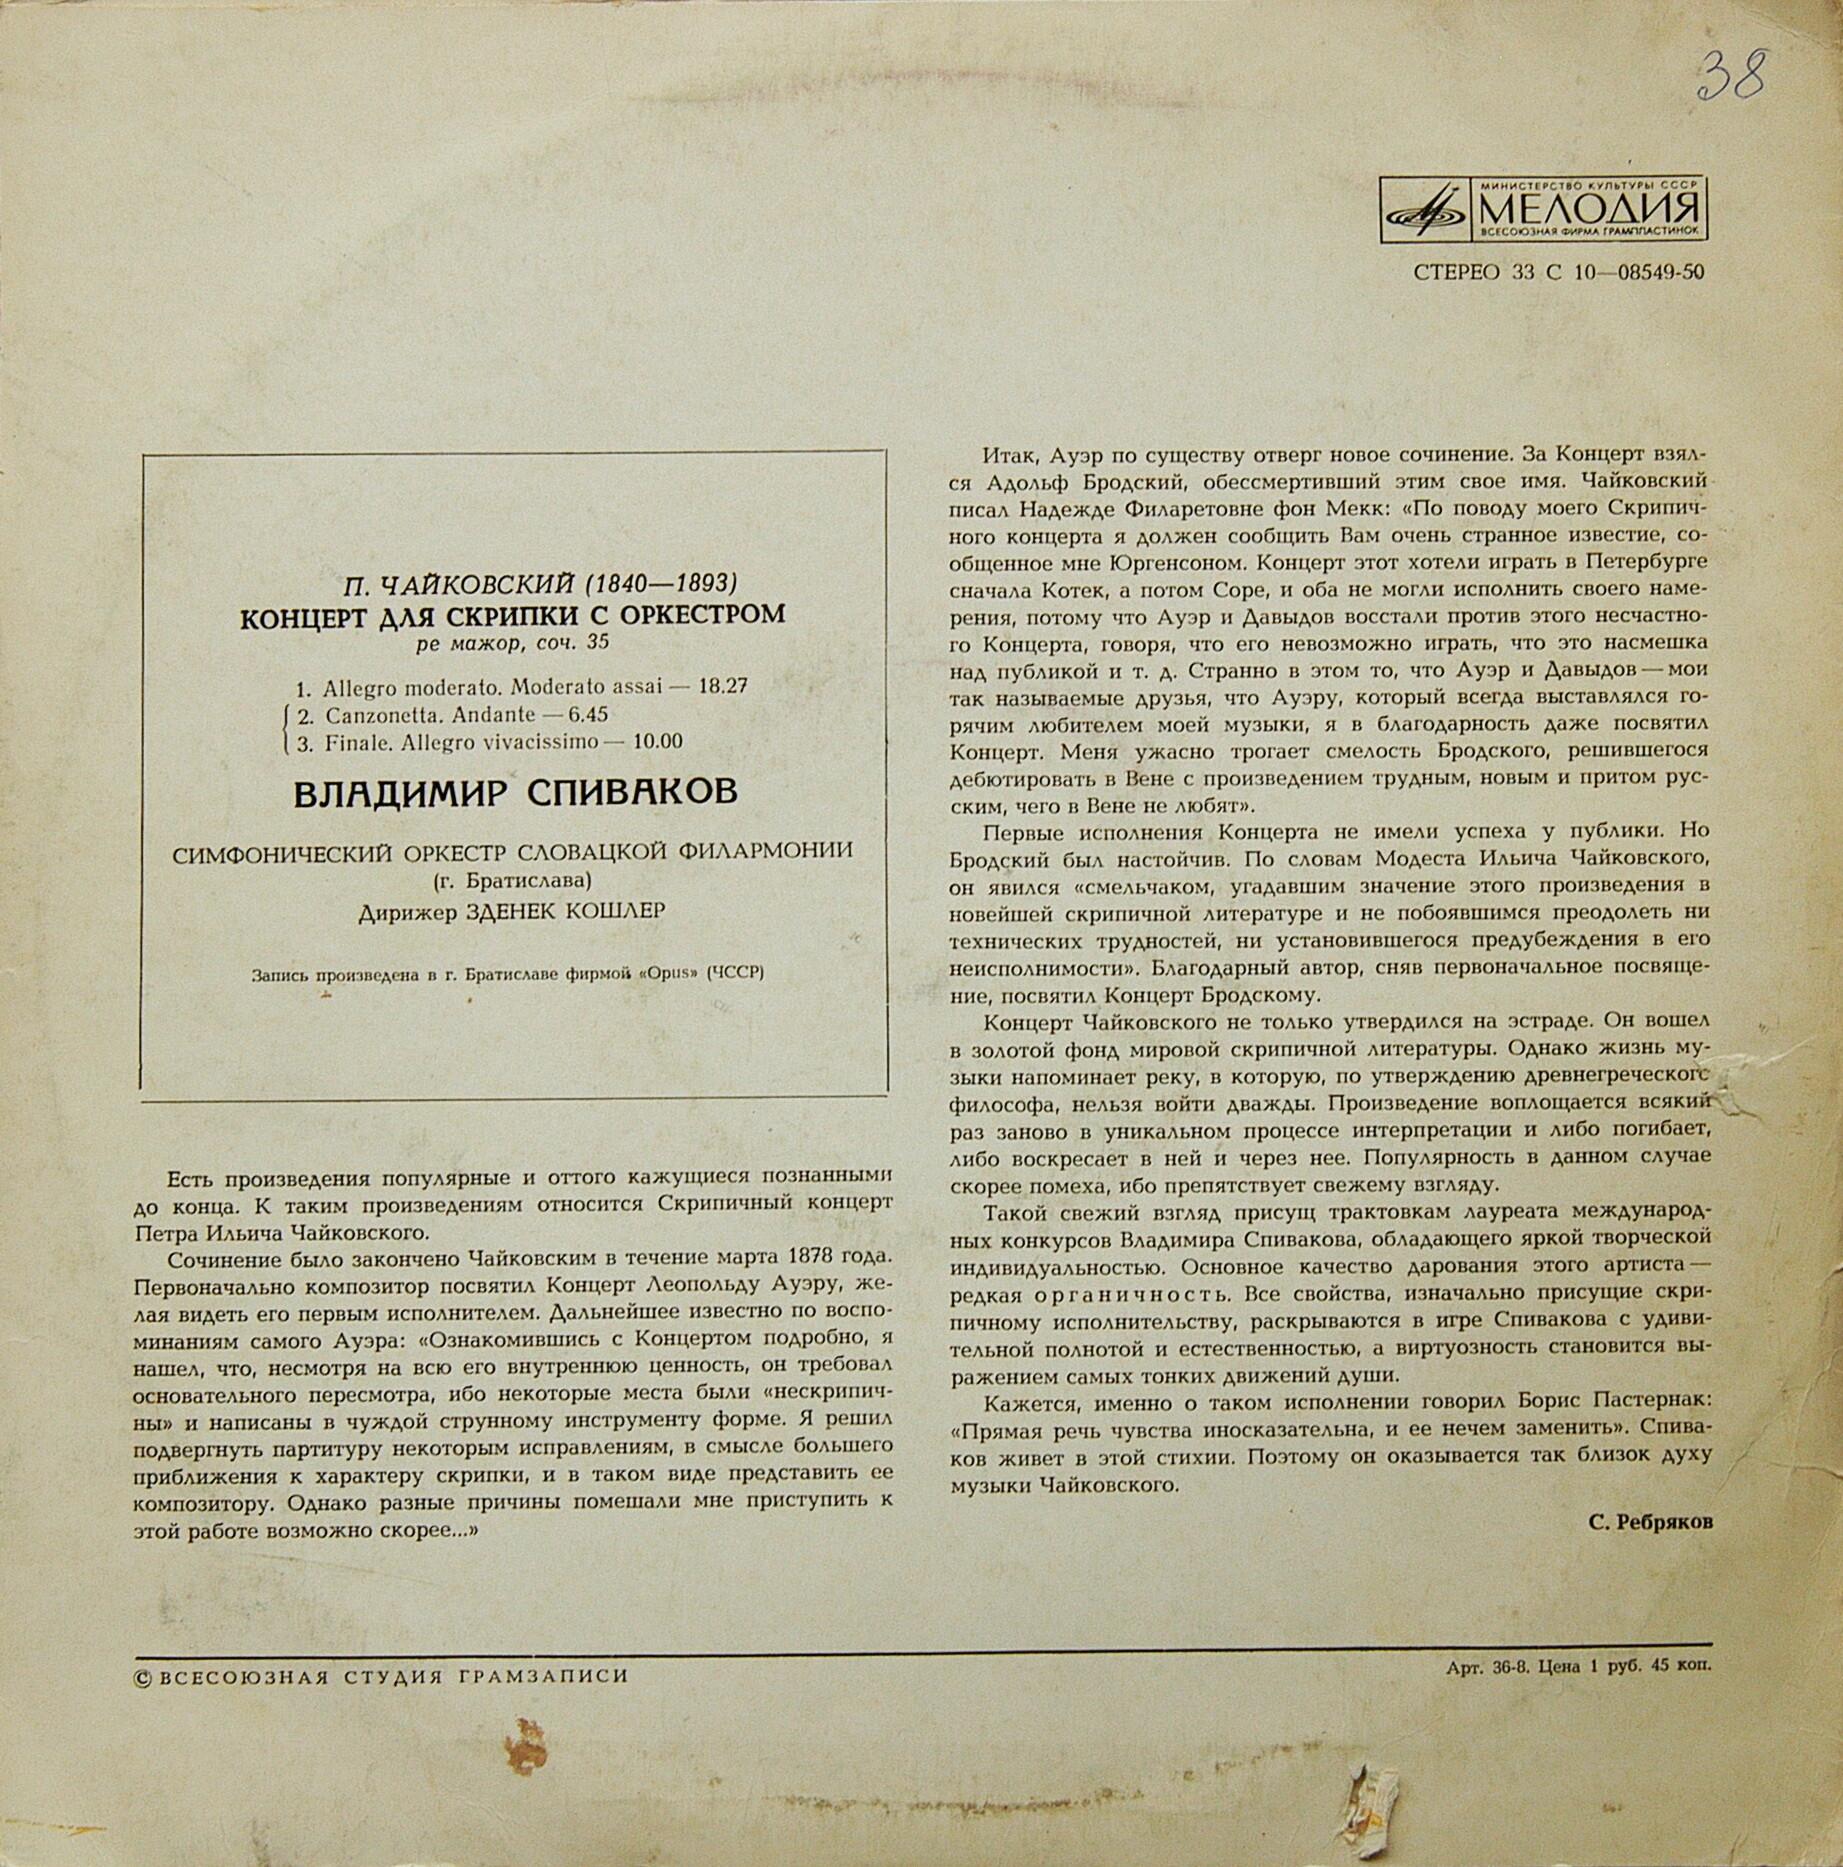 38
МИНИСТЕРСТВО КУЛЬТУРЫ СССР
МЕЛОДИЯ
ВСЕСОЮЗНАЯ ФИРМА ГРАМПЛАСТИНОК
СТЕРЕО 33 С 10—08549-50
П. ЧАЙКОВСКИЙ (1840—1893)
КОНЦЕРТ ДЛЯ СКРИПКИ С ОРКЕСТРОМ
ре мажор, соч. 35
1. Allegro moderato. Moderato assai — 18.27
2. Canzonetta. Andante — 6.45
3. Finale. Allegro vivacissimo — 10.00
ВЛАДИМИР СПИВАКОВ
СИМФОНИЧЕСКИЙ ОРКЕСТР СЛОВАЦКОЙ ФИЛАРМОНИИ
(г. Братислава)
Дирижер ЗДЕНЕК КОШЛЕР
Запись произведена в г. Братиславе фирмой «Opus» (ЧССР)
Есть произведения популярные и оттого кажущиеся познанными
до конца. К таким произведениям относится Скрипичный концерт
Петра Ильича Чайковского.
Сочинение было закончено Чайковским в течение марта 1878 года.
Первоначально композитор посвятил Концерт Леопольду Ауэру, же-
лая видеть его первым исполнителем. Дальнейшее известно по воспо-
минаниям самого Ауэра: «Ознакомившись с Концертом подробно, я
нашел, что, несмотря на всю его внутреннюю ценность, он требовал
основательного пересмотра, ибо некоторые места были «нескрипич-
ны» и написаны в чуждой струнному инструменту форме. Я решил
подвергнуть партитуру некоторым исправлениям, в смысле большего
приближения к характеру скрипки, и в таком виде представить ее
композитору. Однако разные причины помешали мне приступить к
этой работе возможно скорее...»
Итак, Ауэр по существу отверг новое сочинение. За Концерт взял-
ся Адольф Бродский, обессмертивший этим свое имя. Чайковский
писал Надежде Филаретовне фон Мекк: «По поводу моего Скрипич-
ного концерта я должен сообщить Вам очень странное известие, со-
общенное мне Юргенсоном. Концерт этот хотели играть в Петербурге
сначала Котек, а потом Соре, и оба не могли исполнить своего наме-
рения, потому что Ауэр и Давыдов восстали против этого несчастно-
го Концерта, говоря, что его невозможно играть, что это насмешка
над публикой и т. д. Странно в этом то, что Ауэр и Давыдов — мои
так называемые друзья, что Ауэру, который всегда выставлялся го-
рячим любителем моей музыки, я в благодарность даже посвятил
Концерт. Меня ужасно трогает смелость Бродского, решившегося
дебютировать в Вене с произведением трудным, новым и притом рус-
ским, чего в Вене не любят».
Первые исполнения Концерта не имели успеха у публики. Но
Бродский был настойчив. По словам Модеста Ильича Чайковского,
он явился «смельчаком, угадавшим значение этого произведения в
новейшей скрипичной литературе и не побоявшимся преодолеть ни
технических трудностей, ни установившегося предубеждения в его
неисполнимости». Благодарный автор, сняв первоначальное посвяще-
ние, посвятил Концерт Бродскому.
Концерт Чайковского не только утвердился на эстраде. Он вошел
в золотой фонд мировой скрипичной литературы. Однако жизнь му-
зыки напоминает реку, в которую, по утверждению древнегреческого
философа, нельзя войти дважды. Произведение воплощается всякий
раз заново в уникальном процессе интерпретации и либо погибает,
либо воскресает в ней и через нее. Популярность в данном случае
скорее помеха, ибо препятствует свежему взгляду.
Такой свежий взгляд присущ трактовкам лауреата международ-
ных конкурсов Владимира Спивакова, обладающего яркой творческой
индивидуальностью. Основное качество дарования этого артиста —
редкая органичность. Все свойства, изначально присущие скри-
пичному исполнительству, раскрываются в игре Спивакова с удиви-
тельной полнотой и естественностью, а виртуозность становится вы-
ражением самых тонких движений души.
Кажется, именно о таком исполнении говорил Борис Пастернак:
«Прямая речь чувства иносказательна, и ее нечем заменить». Спива-
ков живет в этой стихии. Поэтому он оказывается так близок духу
музыки Чайковского.
С. Ребряков
© ВСЕСОЮЗНАЯ СТУДИЯ ГРАМЗАПИСИ
Арт. 36-8. Цена 1 руб. 45 коп.